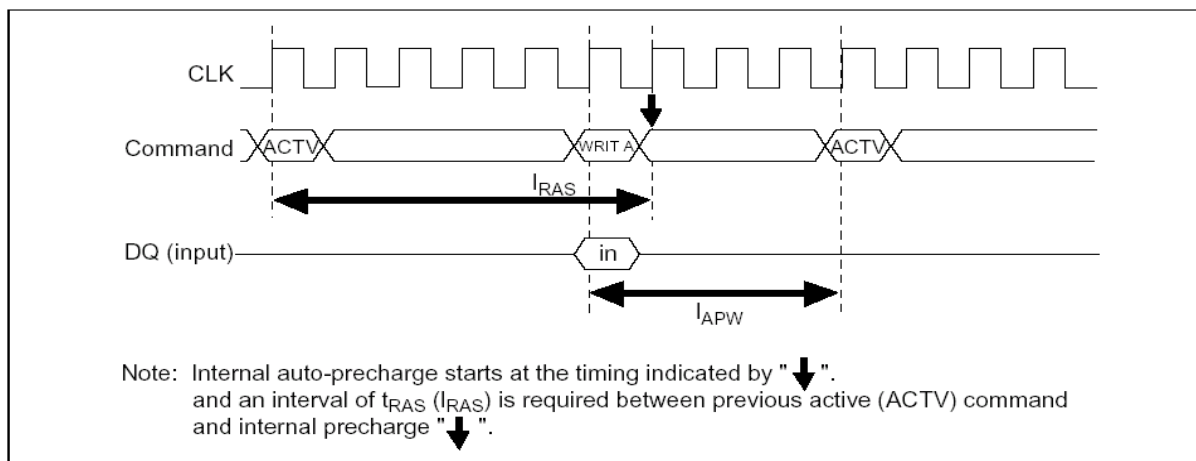 CLK
Command
ACTV
WRIT A
ACTV
IRAS
DQ (input)
in
IAPW
Note: Internal auto-precharge starts at the timing indicated by " ".
and an interval of tRAS (IRAS) is required between previous active (ACTV) command
and internal precharge " ".